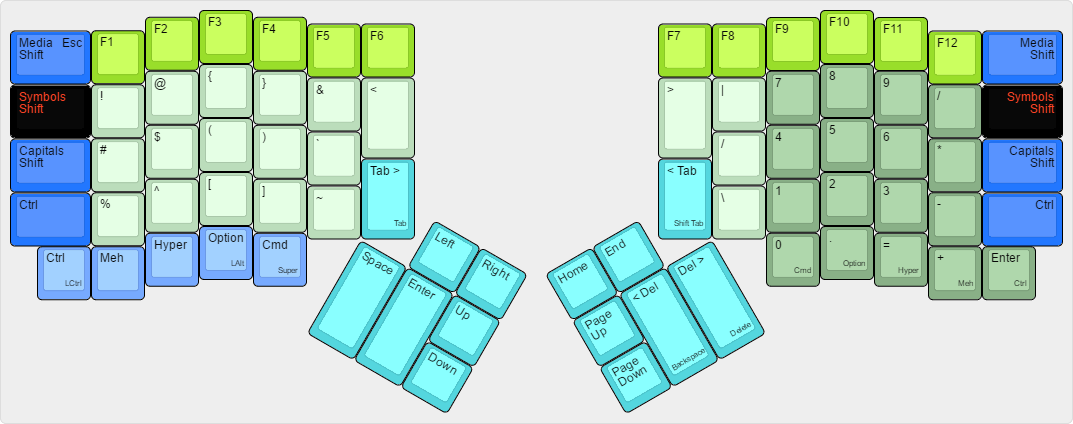 Media Esc
Shift
F1
F2
F3
F4
F5
F6
Symbols
Shift
!
@
{
}
&
<
Capitals
Shift
#
$
(
)
`
Ctrl
%
^
[
]
~
Tab >
Tab
Ctrl
LCtrl
Meh
Hyper
Option
LAlt
Cmd
Super
Space
Enter
Left
Right
Up
Down
F7
F8
F9
F10
F11
F12
Media
Shift
>
|
7
8
9
/
Symbols
Shift
/
4
5
6
*
Capitals
Shift
< Tab
Shift Tab
\
1
2
3
-
Ctrl
0
Cmd
.
Option
=
Hyper
+
Meh
Enter
Ctrl
Home
End
Page
Up
Page
Down
< Del
Backspace
Del >
Delete